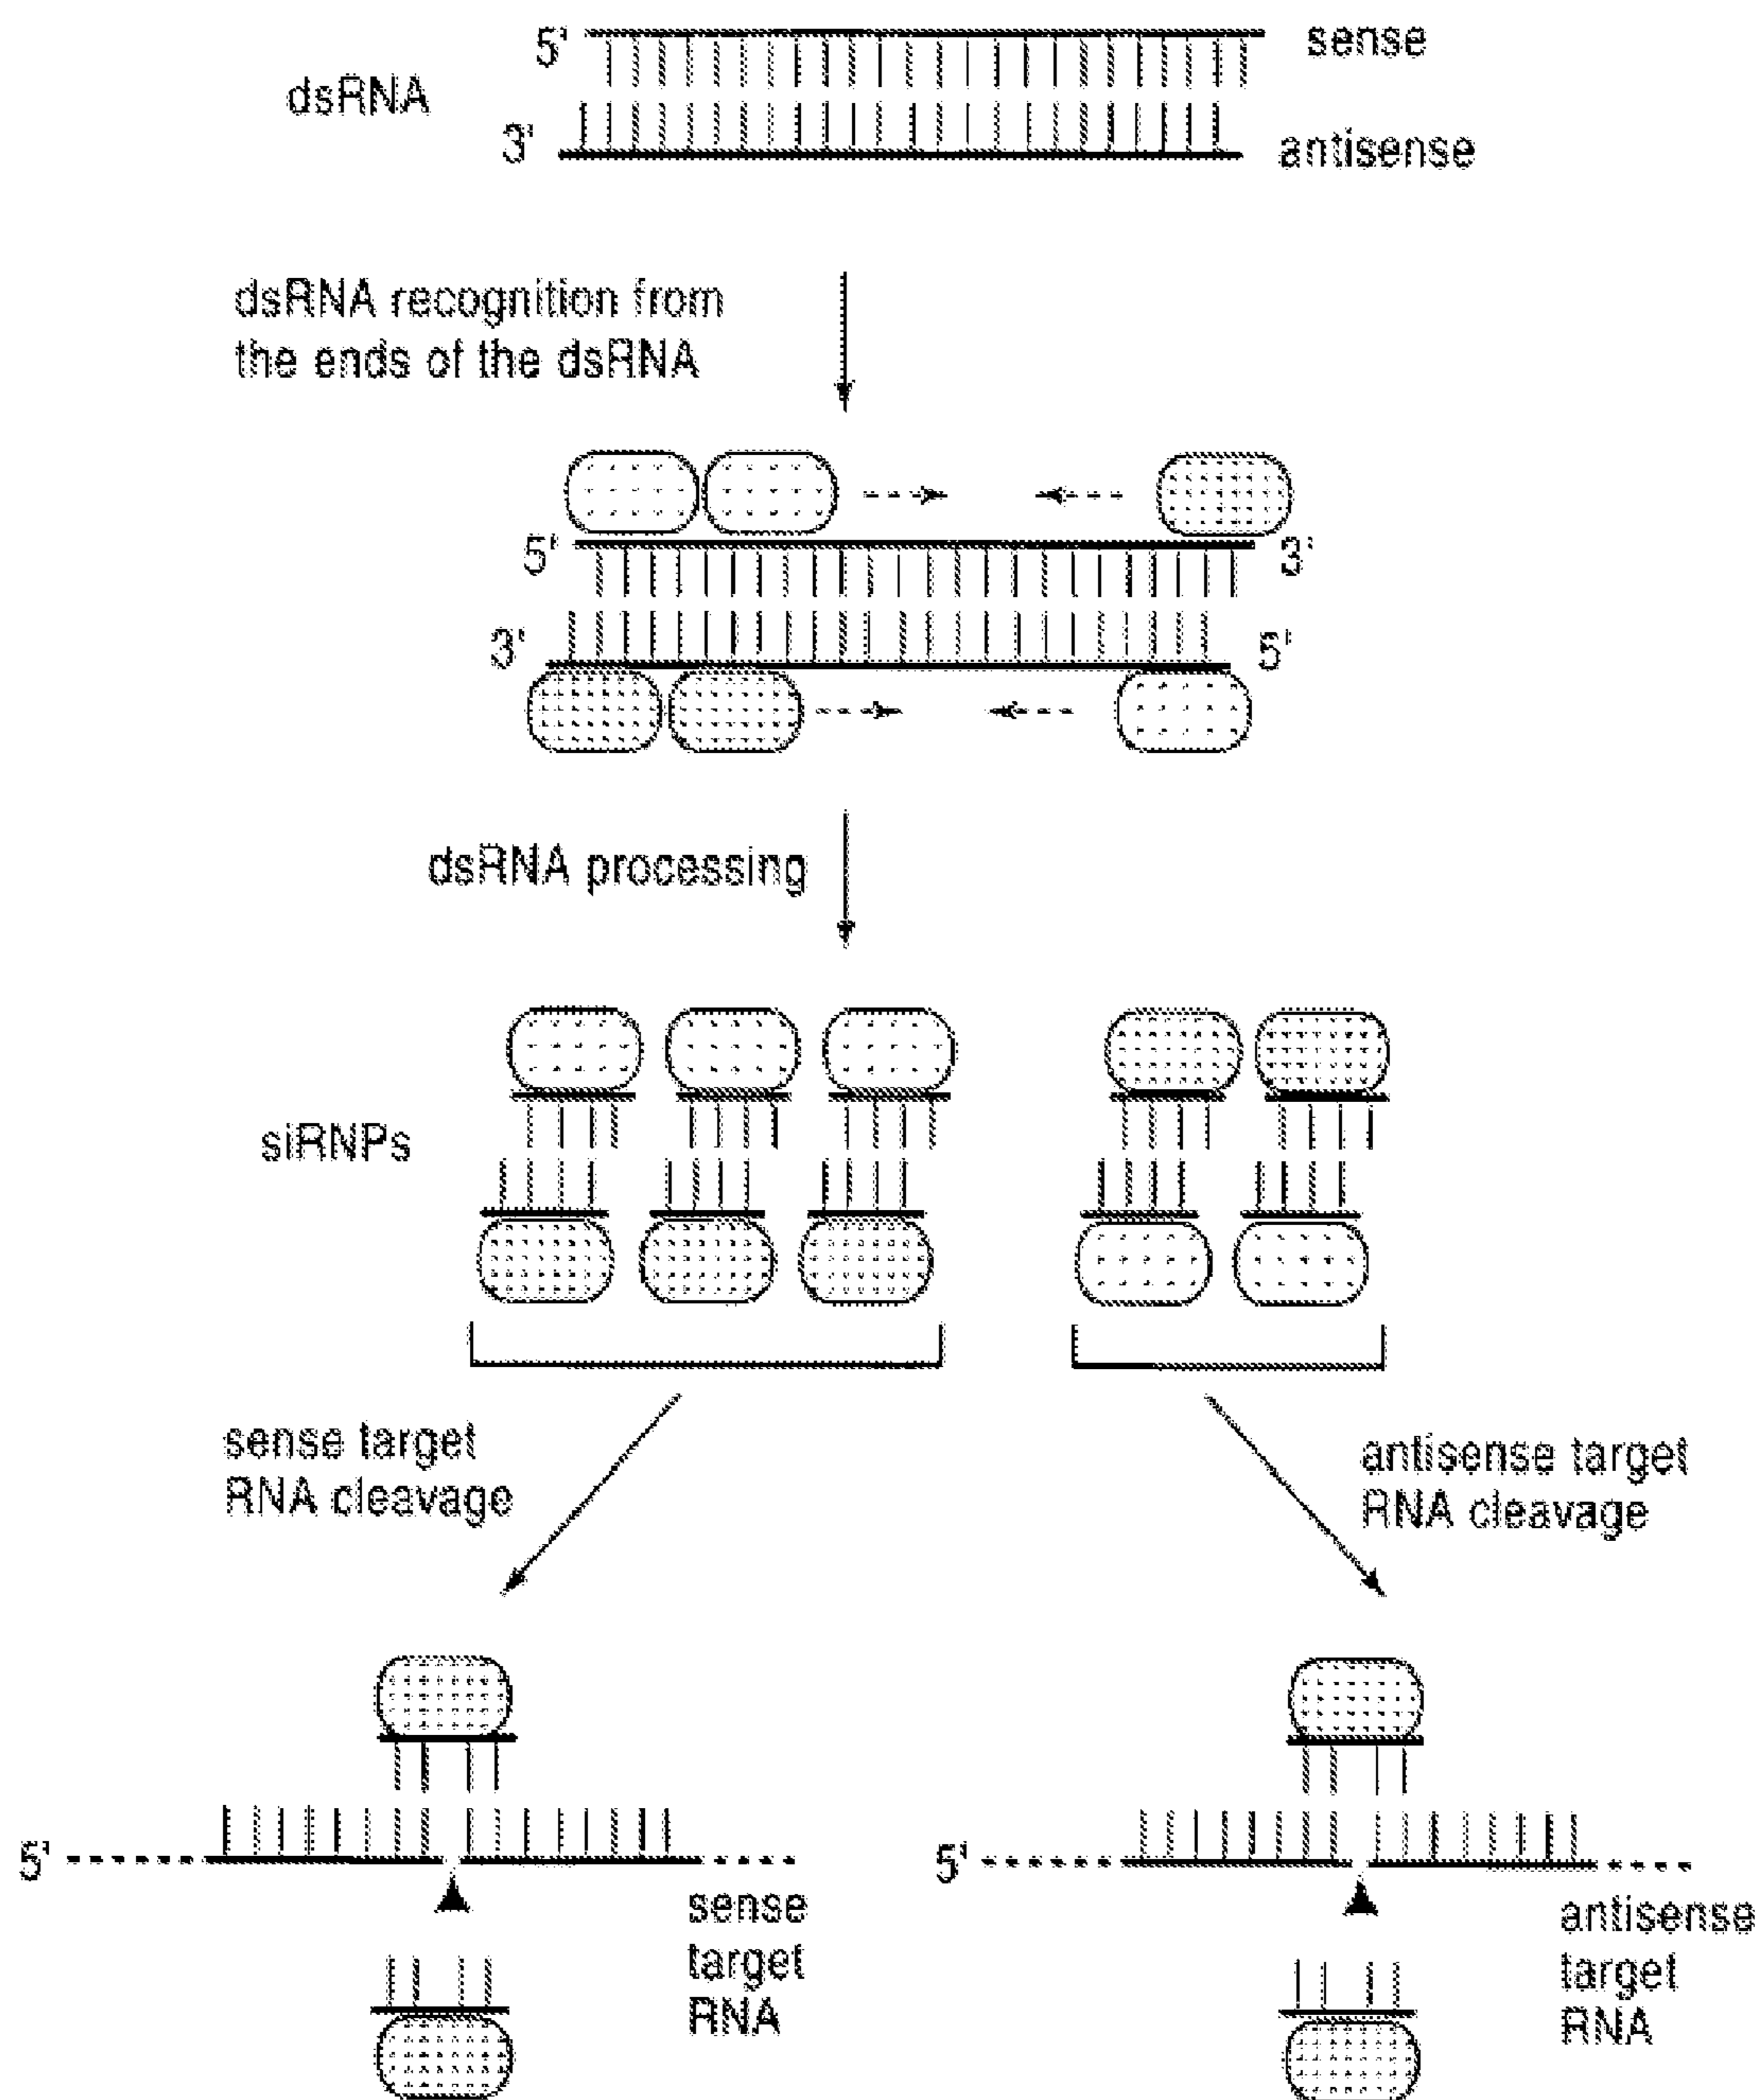 5' sense
dsRNA
3' antisense
dsRNA recognition from
the ends of the dsRNA
5' 3'
3' 5'
dsRNA processing
siRNPs
sense target
RNA cleavage
antisense target
RNA cleavage
5'
sense
target
RNA
5'
antisense
target
RNA